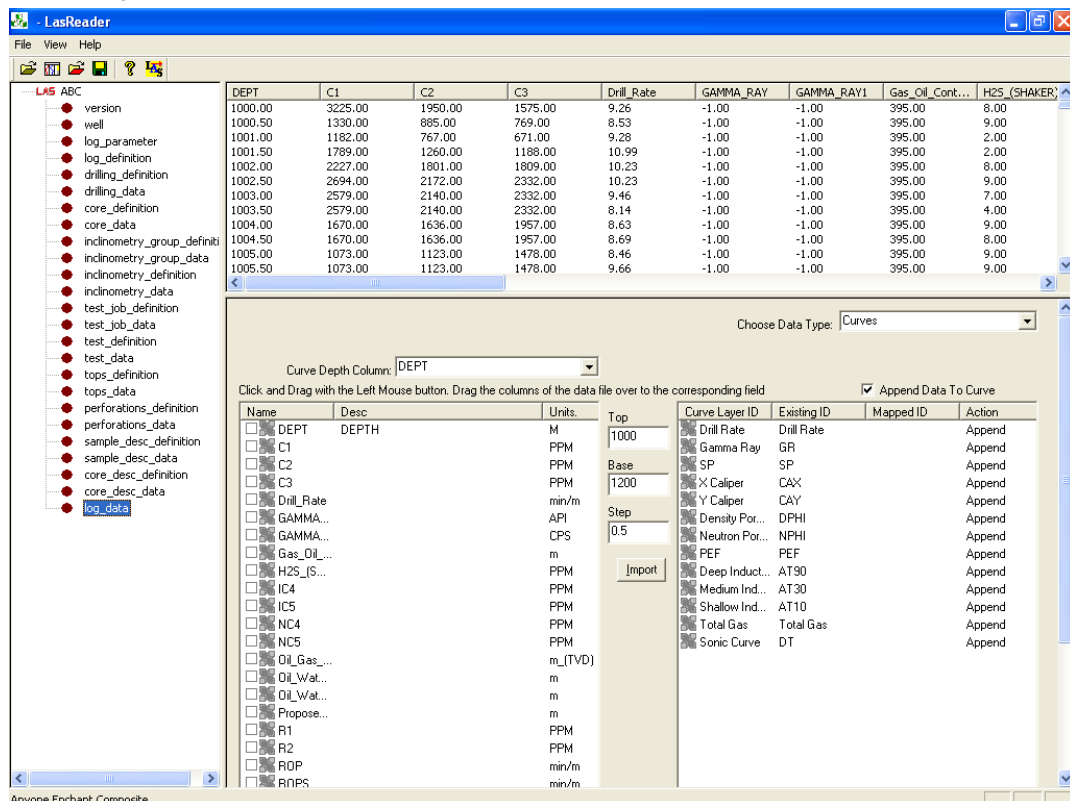 - LasReader
File View Help
LAS ABC
version
well
log_parameter
log_definition
drilling_definition
drilling_data
core_definition
core_data
inclinometry_group_definiti
inclinometry_group_data
inclinometry_definition
inclinometry_data
test_job_definition
test_job_data
test_definition
test_data
tops_definition
tops_data
perforations_definition
perforations_data
sample_desc_definition
sample_desc_data
core_desc_definition
core_desc_data
log_data
DEPT C1 C2 C3 Drill_Rate GAMMA_RAY GAMMA_RAY1 Gas_Oil_Cont... H2S_(SHAKER)
1000.00 3225.00 1950.00 1575.00 9.26 -1.00 -1.00 395.00 8.00
1000.50 1330.00 885.00 769.00 8.53 -1.00 -1.00 395.00 9.00
1001.00 1182.00 767.00 671.00 9.28 -1.00 -1.00 395.00 2.00
1001.50 1789.00 1260.00 1188.00 10.99 -1.00 -1.00 395.00 2.00
1002.00 2227.00 1801.00 1809.00 10.23 -1.00 -1.00 395.00 8.00
1002.50 2694.00 2172.00 2332.00 10.23 -1.00 -1.00 395.00 9.00
1003.00 2579.00 2140.00 2332.00 9.46 -1.00 -1.00 395.00 7.00
1003.50 2579.00 2140.00 2332.00 8.14 -1.00 -1.00 395.00 4.00
1004.00 1670.00 1636.00 1957.00 8.63 -1.00 -1.00 395.00 9.00
1004.50 1670.00 1636.00 1957.00 8.69 -1.00 -1.00 395.00 8.00
1005.00 1073.00 1123.00 1478.00 8.46 -1.00 -1.00 395.00 9.00
1005.50 1073.00 1123.00 1478.00 9.66 -1.00 -1.00 395.00 9.00
Choose Data Type: Curves
Curve Depth Column: DEPT
Click and Drag with the Left Mouse button. Drag the columns of the data file over to the corresponding field
Append Data To Curve
Name Desc Units.
DEPT DEPTH M
C1 PPM
C2 PPM
C3 PPM
Drill_Rate min/m
GAMMA... API
GAMMA... CPS
Gas_Oil_... m
H2S_(S... PPM
IC4 PPM
IC5 PPM
NC4 PPM
NC5 PPM
Oil_Gas_... m_(TVD)
Oil_Wat... m
Oil_Wat... m
Propose... m
R1 PPM
R2 PPM
ROP min/m
ROPS min/m
Top
1000
Base
1200
Step
0.5
Import
Curve Layer ID Existing ID Mapped ID Action
Drill Rate Drill Rate Append
Gamma Ray GR Append
SP SP Append
X Caliper CAX Append
Y Caliper CAY Append
Density Por... DPHI Append
Neutron Por... NPHI Append
PEF PEF Append
Deep Induct... AT90 Append
Medium Ind... AT30 Append
Shallow Ind... AT10 Append
Total Gas Total Gas Append
Sonic Curve DT Append
Anyone Enchant Composite